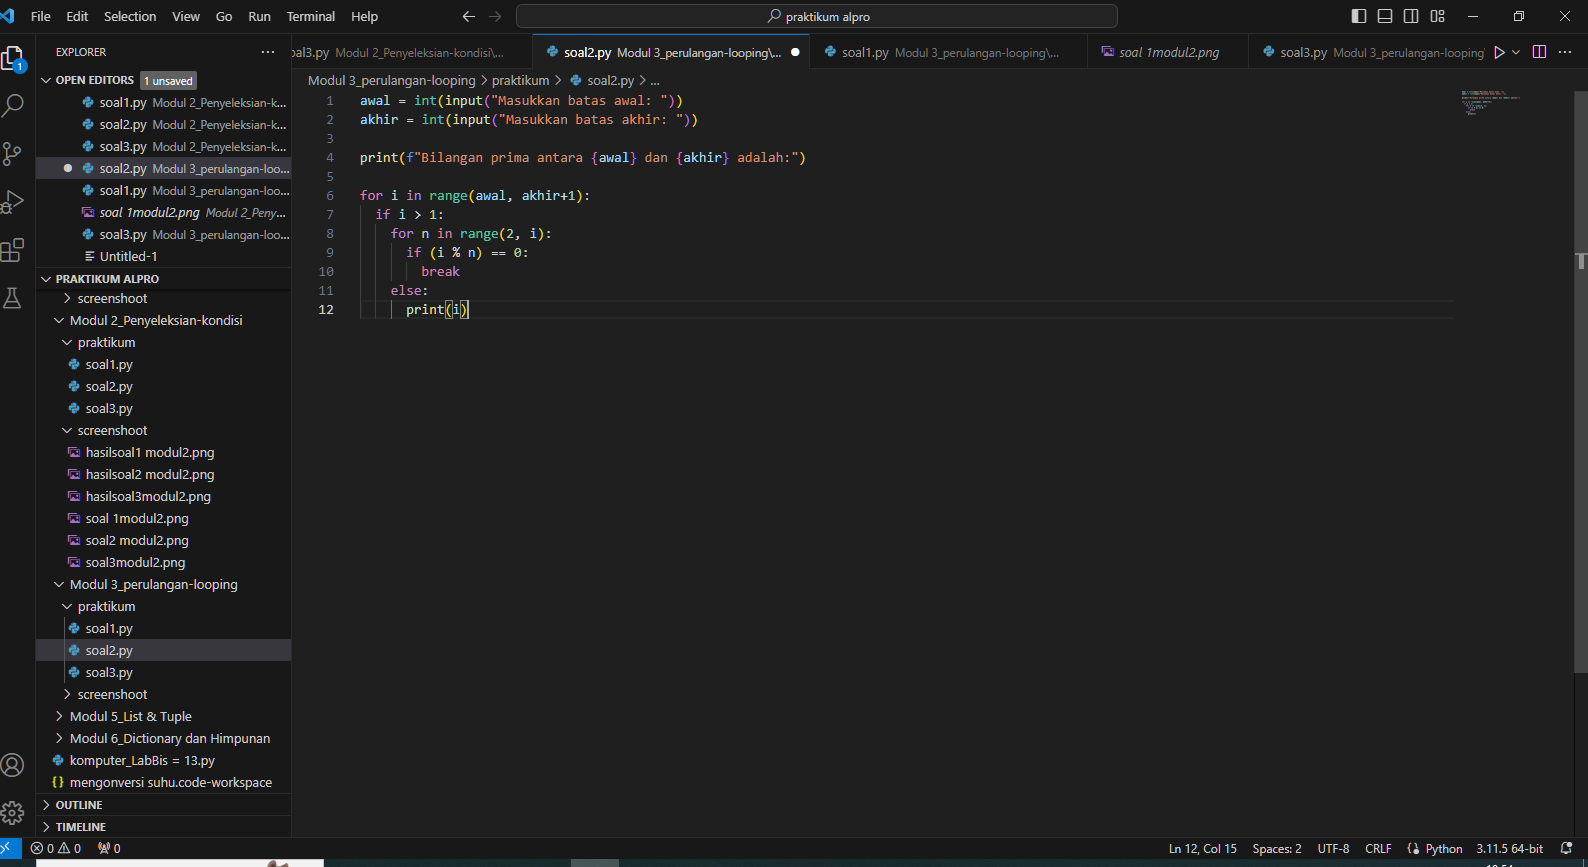 File Edit Selection View Go Run Terminal Help
praktikum alpro
EXPLORER
OPEN EDITORS 1 unsaved
soal1.py Modul 2_Penyeleksian-k...
soal2.py Modul 2_Penyeleksian-k...
soal3.py Modul 2_Penyeleksian-k...
soal2.py Modul 3_perulangan-loo...
soal1.py Modul 3_perulangan-loo...
soal 1modul2.png Modul 2_Peny...
soal3.py Modul 3_perulangan-loo...
Untitled-1
PRAKTIKUM ALPRO
screenshoot
Modul 2_Penyeleksian-kondisi
praktikum
soal1.py
soal2.py
soal3.py
screenshoot
hasilsoal1 modul2.png
hasilsoal2 modul2.png
hasilsoal3modul2.png
soal 1modul2.png
soal2 modul2.png
soal3modul2.png
Modul 3_perulangan-looping
praktikum
soal1.py
soal2.py
soal3.py
screenshoot
Modul 5_List & Tuple
Modul 6_Dictionary dan Himpunan
komputer_LabBis = 13.py
{} mengonversi suhu.code-workspace
OUTLINE
TIMELINE
1
oal3.py Modul 2_Penyeleksian-kondisi\...
soal2.py Modul 3_perulangan-looping\...
soal1.py Modul 3_perulangan-looping\...
soal 1modul2.png
soal3.py Modul 3_perulangan-looping
Modul 3_perulangan-looping > praktikum > soal2.py > ...
1 awal = int(input("Masukkan batas awal: "))
2 akhir = int(input("Masukkan batas akhir: "))
3
4 print(f"Bilangan prima antara {awal} dan {akhir} adalah:")
5
6 for i in range(awal, akhir+1):
7 if i > 1:
8 for n in range(2, i):
9 if (i % n) == 0:
10 break
11 else:
12 print(i)
0 0 0
Ln 12, Col 15 Spaces: 2 UTF-8 CRLF Python 3.11.5 64-bit